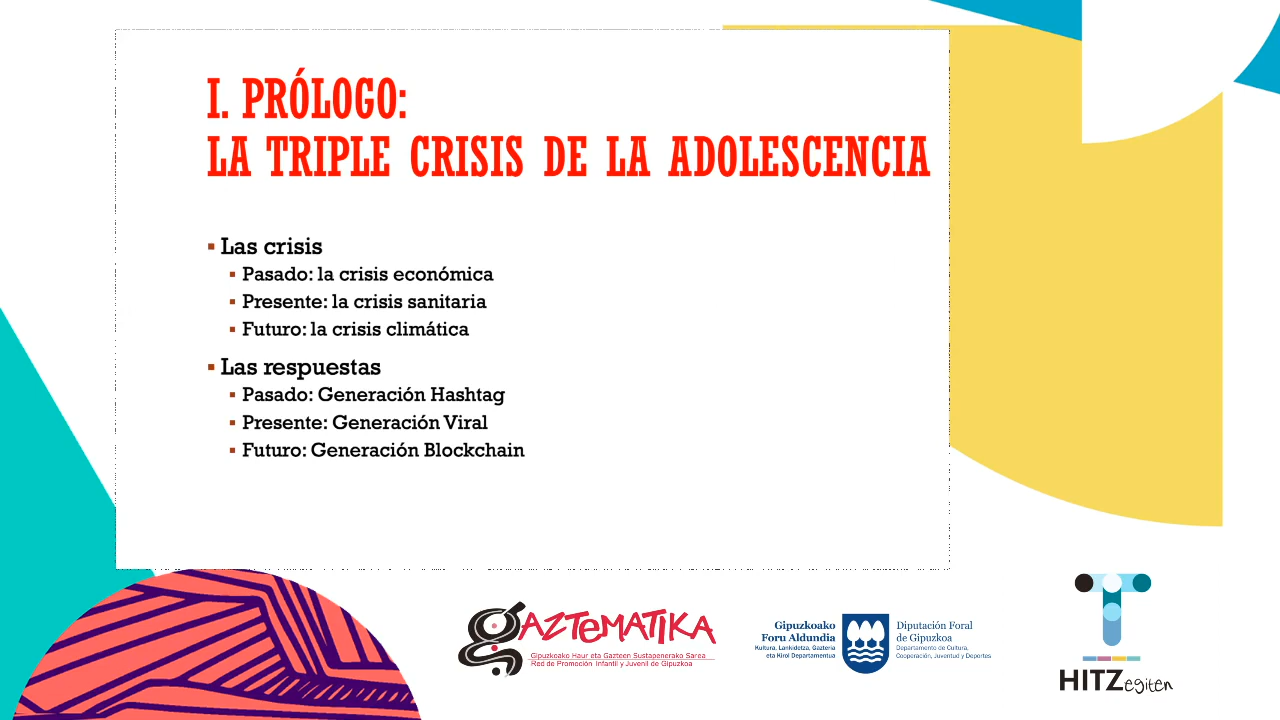 I. PRÓLOGO:
LA TRIPLE CRISIS DE LA ADOLESCENCIA
Las crisis
Pasado: la crisis económica
Presente: la crisis sanitaria
Futuro: la crisis climática
Las respuestas
Pasado: Generación Hashtag
Presente: Generación Viral
Futuro: Generación Blockchain
gAZTEMATIKA
Gipuzkoako Haur eta Gazteen Sustapenerako Sarea
Red de Promoción Infantil y Juvenil de Gipuzkoa
Gipuzkoako
Foru Aldundia
Kultura, Lankidetza, Gazteria
eta Kirol Departamentua
Diputación Foral
de Gipuzkoa
Departamento de Cultura,
Cooperación, Juventud y Deportes
HITZegiten